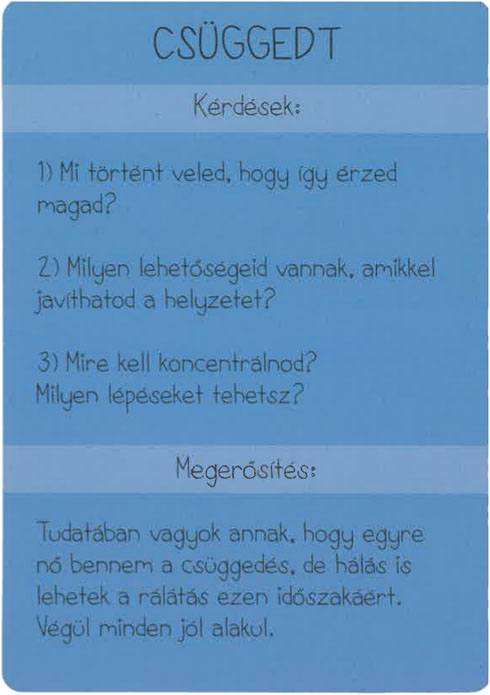 CSÜGGEDT
Kérdések:
1) Mi történt veled, hogy így érzed
magad?
2) Milyen lehetőségeid vannak, amikkel
javíthatod a helyzetet?
3) Mire kell koncentrálnod?
Milyen lépéseket tehetsz?
Megerősítés:
Tudatában vagyok annak, hogy egyre
nő bennem a csüggedés, de hálás is
lehetek a rálátás ezen időszakáért.
Végül minden jól alakul.